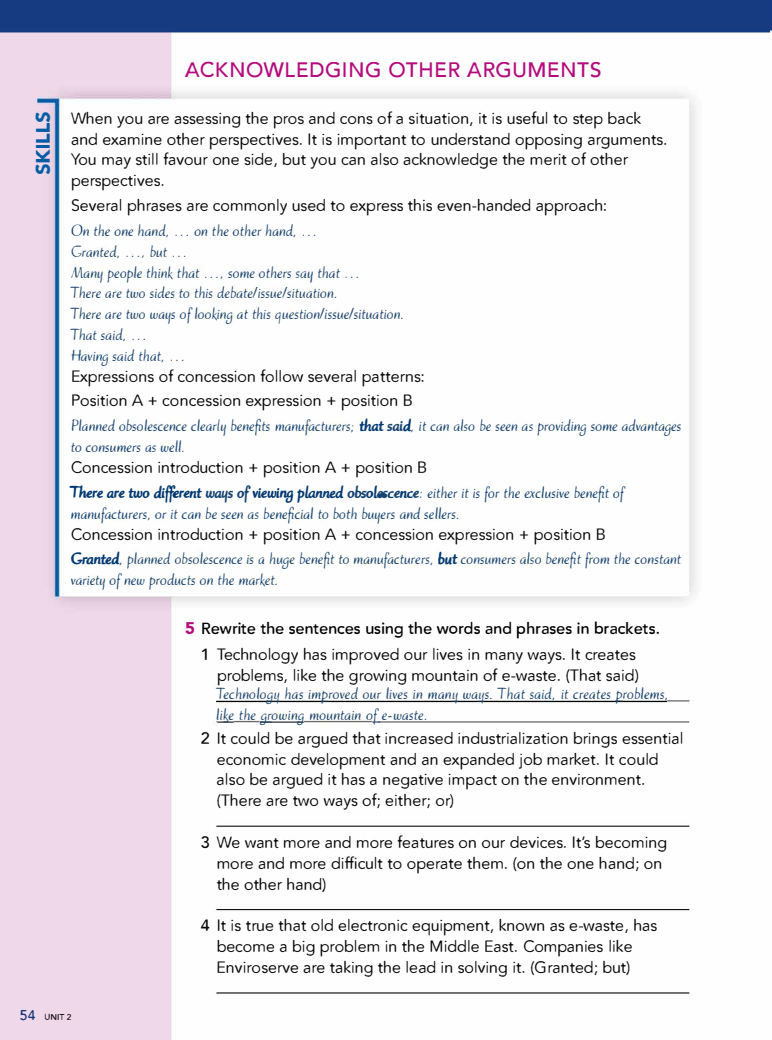 ACKNOWLEDGING OTHER ARGUMENTS
SKILLS
When you are assessing the pros and cons of a situation, it is useful to step back
and examine other perspectives. It is important to understand opposing arguments.
You may still favour one side, but you can also acknowledge the merit of other
perspectives.
Several phrases are commonly used to express this even-handed approach:
On the one hand, ... on the other hand, ...
Granted, ..., but ...
Many people think that ..., some others say that ...
There are two sides to this debate/issue/situation.
There are two ways of looking at this question/issue/situation.
That said, ...
Having said that, ...
Expressions of concession follow several patterns:
Position A + concession expression + position B
Planned obsolescence clearly benefits manufacturers; that said, it can also be seen as providing some advantages
to consumers as well.
Concession introduction + position A + position B
There are two different ways of viewing planned obsolescence: either it is for the exclusive benefit of
manufacturers, or it can be seen as beneficial to both buyers and sellers.
Concession introduction + position A + concession expression + position B
Granted, planned obsolescence is a huge benefit to manufacturers, but consumers also benefit from the constant
variety of new products on the market.
5 Rewrite the sentences using the words and phrases in brackets.
1 Technology has improved our lives in many ways. It creates
problems, like the growing mountain of e-waste. (That said)
Technology has improved our lives in many ways. That said, it creates problems,
like the growing mountain of e-waste.
2 It could be argued that increased industrialization brings essential
economic development and an expanded job market. It could
also be argued it has a negative impact on the environment.
(There are two ways of; either; or)
3 We want more and more features on our devices. It's becoming
more and more difficult to operate them. (on the one hand; on
the other hand)
4 It is true that old electronic equipment, known as e-waste, has
become a big problem in the Middle East. Companies like
Enviroserve are taking the lead in solving it. (Granted; but)
54 UNIT 2